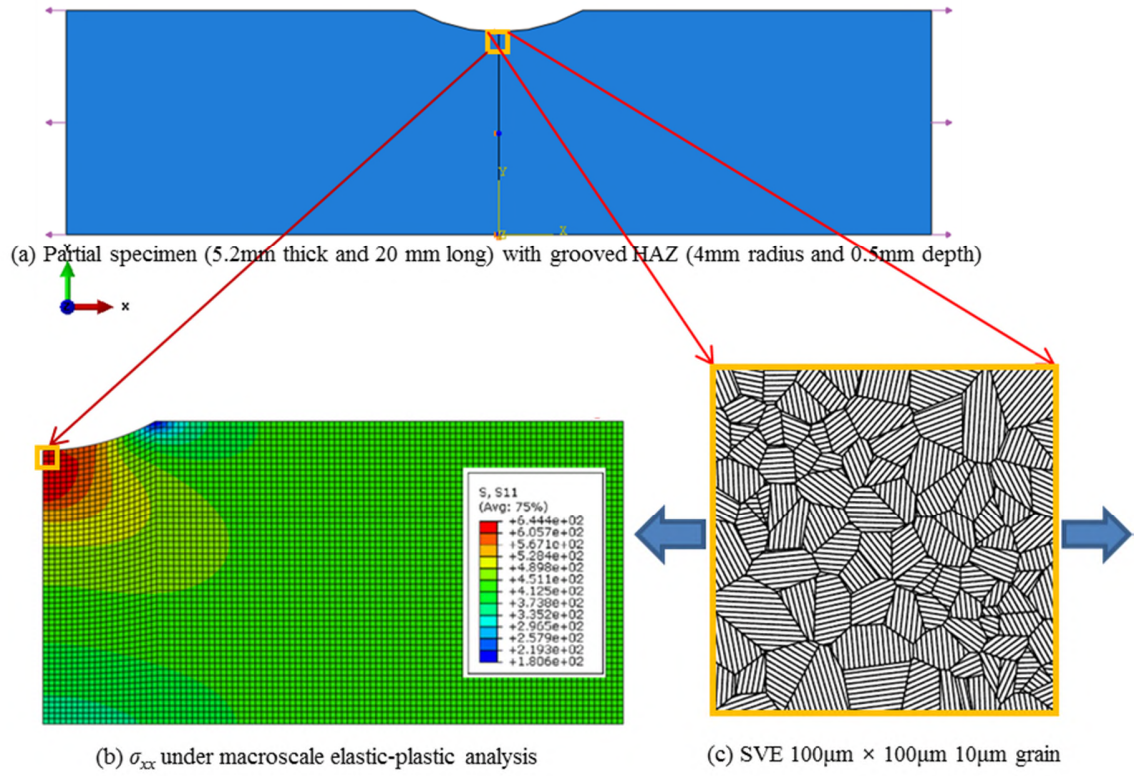 Y
X
Z
(a) Partial specimen (5.2mm thick and 20 mm long) with grooved HAZ (4mm radius and 0.5mm depth)
Y
x
S, S11
(Avg: 75%)
+6.444e+02
+6.057e+02
+5.671e+02
+5.284e+02
+4.898e+02
+4.511e+02
+4.125e+02
+3.738e+02
+3.352e+02
+2.965e+02
+2.579e+02
+2.193e+02
+1.806e+02
(b) σxx under macroscale elastic-plastic analysis
(c) SVE 100μm × 100μm 10μm grain